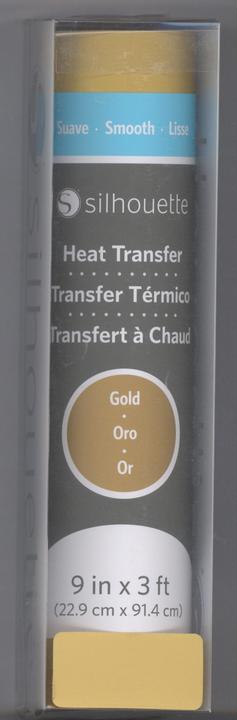 Suave · Smooth · Lisse
silhouette
Heat Transfer
Transfer Térmico
Transfert à Chaud
Gold
Oro
Or
9 in x 3 ft
(22.9 cm x 91.4 cm)
silhouette